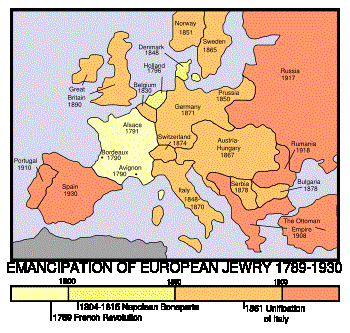 Norway
1851
Sweden
1865
Denmark
1848
Holland
1796
Belgium
1830
Russia
1917
Great
Britain
1890
Prussia
1850
Germany
1871
Alsace
1791
Switzerland
1874
Austria-
Hungary
1867
Rumania
1918
Bordeaux
1790
Avignon
1790
Portugal
1910
Spain
1930
Italy
1848-
1870
Serbia
1878
Bulgaria
1878
The Ottoman
Empire
1908
EMANCIPATION OF EUROPEAN JEWRY 1789-1930
1800
1850
1900
1804-1815 Napolean Bonaparte
1861 Unification
of Italy
1789 French Revolution